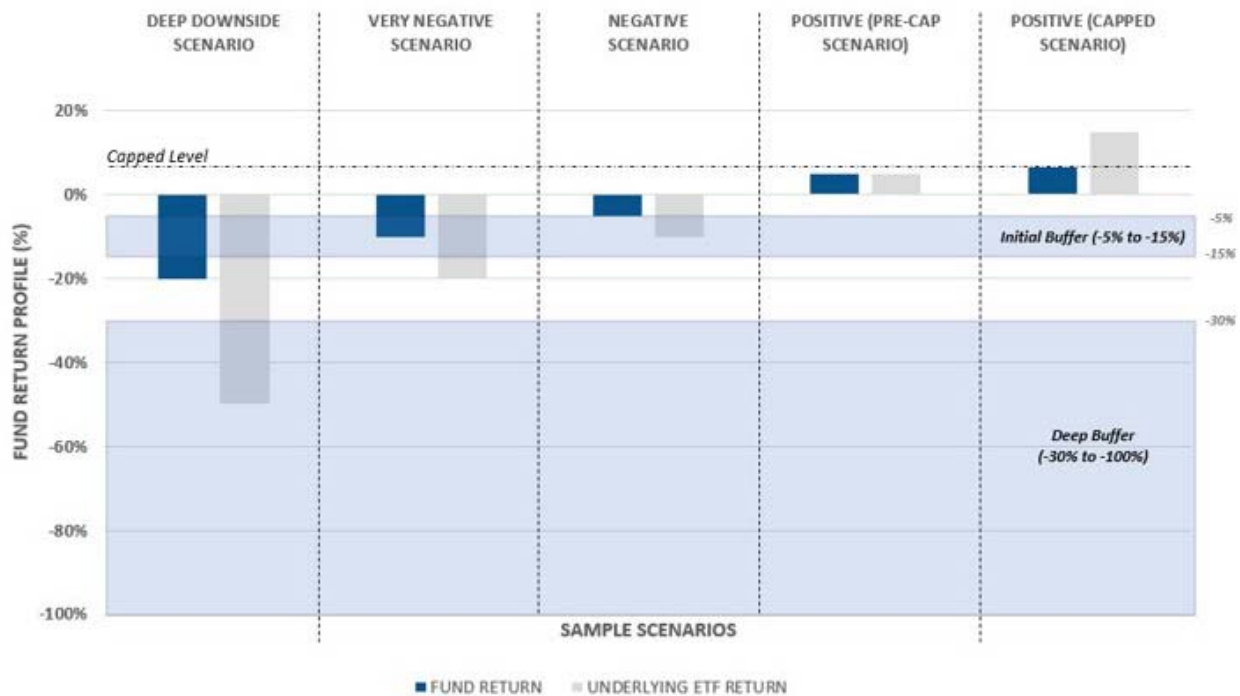 DEEP DOWNSIDE
SCENARIO
VERY NEGATIVE
SCENARIO
NEGATIVE
SCENARIO
POSITIVE (PRE-CAP
SCENARIO)
POSITIVE (CAPPED
SCENARIO)
20%
Capped Level
0%
-5%
Initial Buffer (-5% to -15%)
-15%
-20%
-30%
-40%
Deep Buffer
(-30% to -100%)
-60%
-80%
-100%
FUND RETURN PROFILE (%)
SAMPLE SCENARIOS
FUND RETURN
UNDERLYING ETF RETURN